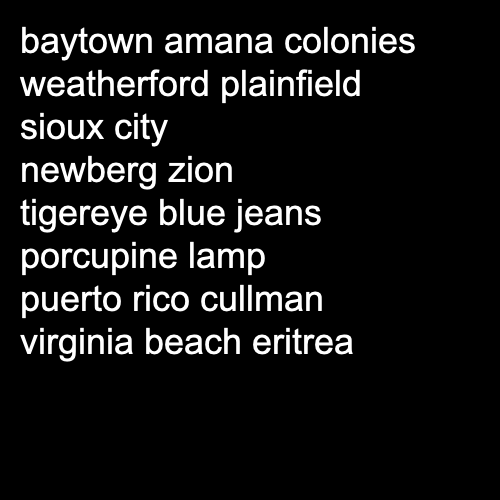 baytown amana colonies
weatherford plainfield
sioux city
newberg zion
tigereye blue jeans
porcupine lamp
puerto rico cullman
virginia beach eritrea